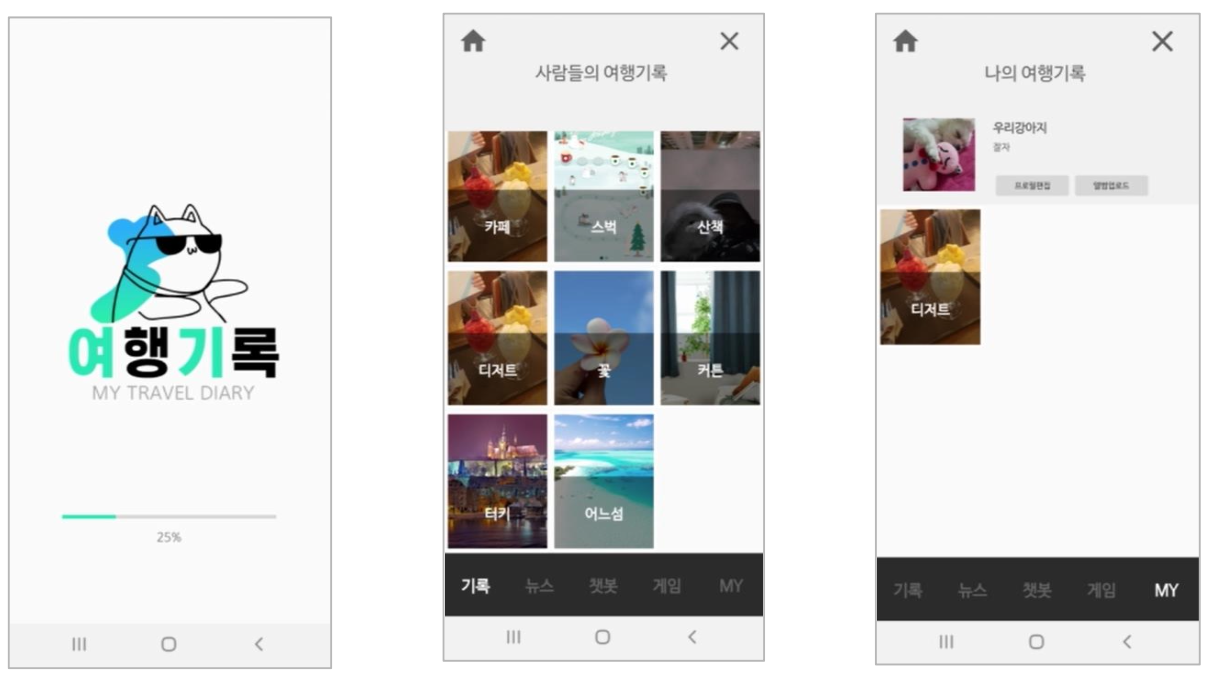 여행기록
MY TRAVEL DIARY
25%
사람들의 여행기록
카페
스벅
산책
디저트
꽃
커튼
터키
어느섬
기록 뉴스 챗봇 게임 MY
나의 여행기록
우리강아지
잘자
프로필편집 앨범업로드
디저트
기록 뉴스 챗봇 게임 MY